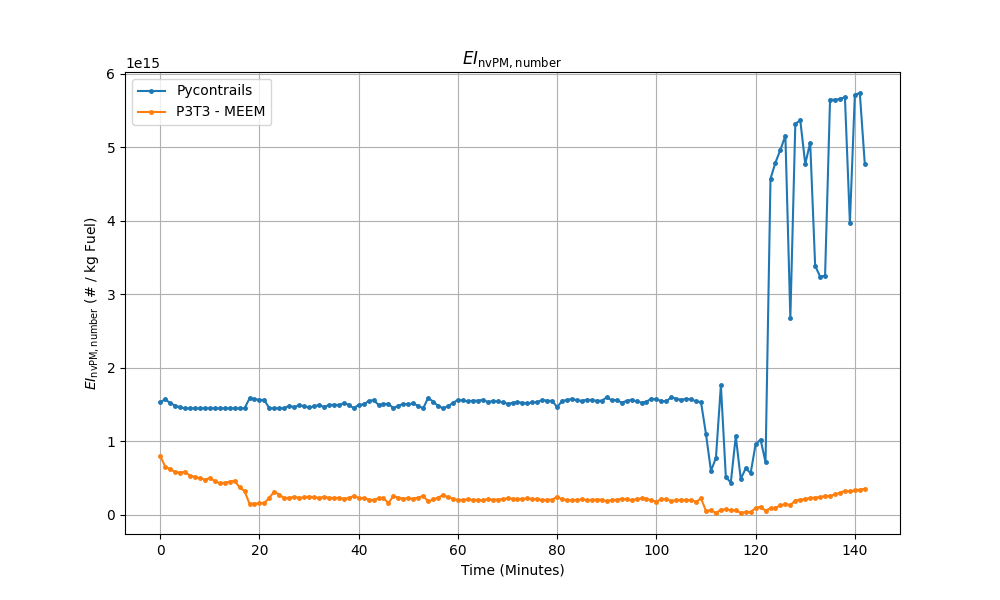 EI_nvPM, number
1e15
Pycontrails
P3T3 - MEEM
6
5
4
3
2
1
0
EI_nvPM, number (# / kg Fuel)
0 20 40 60 80 100 120 140
Time (Minutes)